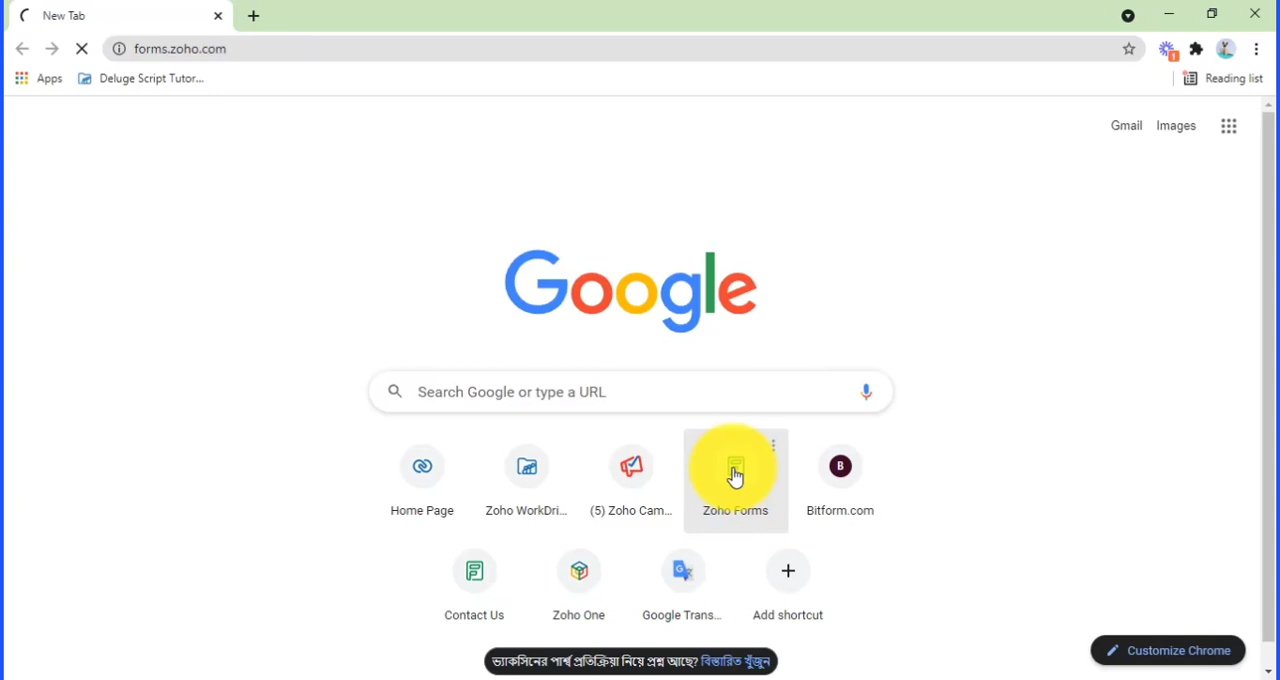 New Tab
forms.zoho.com
1
Apps
Deluge Script Tutor...
Reading list
Gmail
Images
Google
Search Google or type a URL
Home Page
Zoho WorkDri...
(5) Zoho Cam...
Zoho Forms
B
Bitform.com
Contact Us
Zoho One
Google Trans...
Add shortcut
ভ্যাকসিনের পার্শ্ব প্রতিক্রিয়া নিয়ে প্রশ্ন আছে? বিস্তারিত খুঁজুন
Customize Chrome